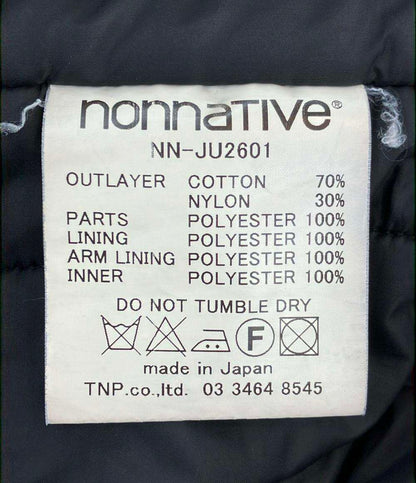 nonnative®
NN-JU2601
OUTLAYER COTTON 70%
NYLON 30%
PARTS POLYESTER 100%
LINING POLYESTER 100%
ARM LINING POLYESTER 100%
INNER POLYESTER 100%
DO NOT TUMBLE DRY
F
made in Japan
TNP.co.,ltd. 03 3464 8545